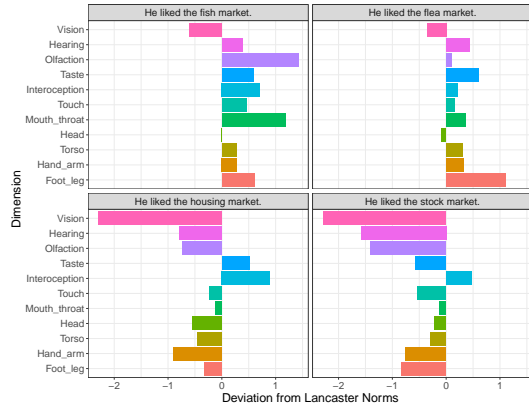 He liked the fish market.
He liked the flea market.
Vision
Hearing
Olfaction
Taste
Interoception
Touch
Mouth_throat
Head
Torso
Hand_arm
Foot_leg
He liked the housing market.
He liked the stock market.
Vision
Hearing
Olfaction
Taste
Interoception
Touch
Mouth_throat
Head
Torso
Hand_arm
Foot_leg
Dimension
−2 −1 0 1 −2 −1 0 1
Deviation from Lancaster Norms